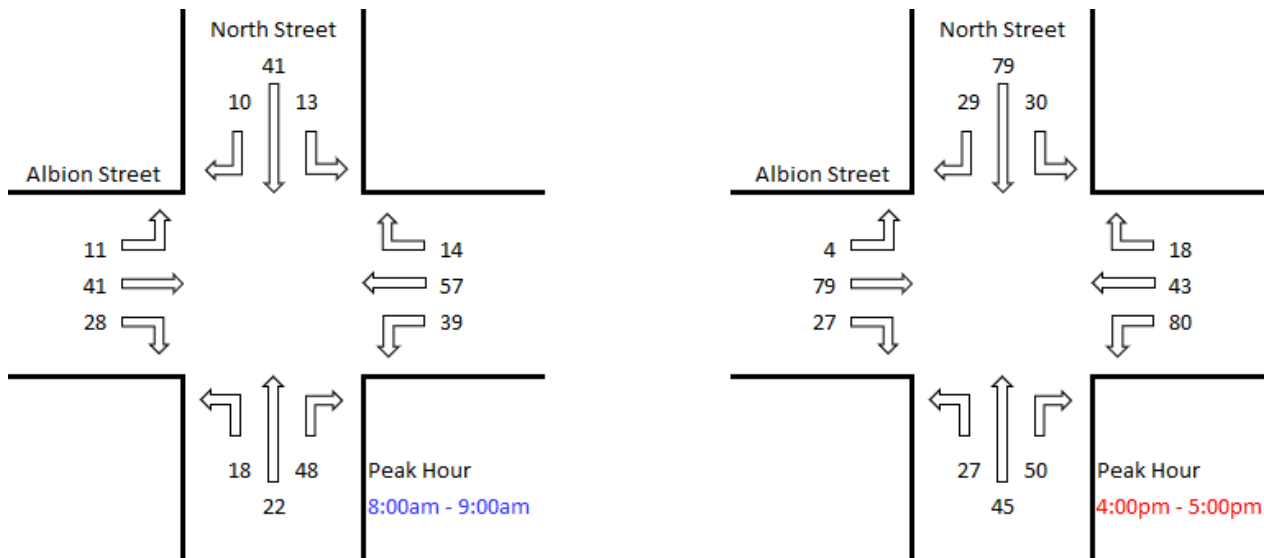 North Street
41
10 13
Albion Street
11
41
28
14
57
39
18 48
22
Peak Hour
8:00am - 9:00am
North Street
79
29 30
Albion Street
4
79
27
18
43
80
27 50
45
Peak Hour
4:00pm - 5:00pm